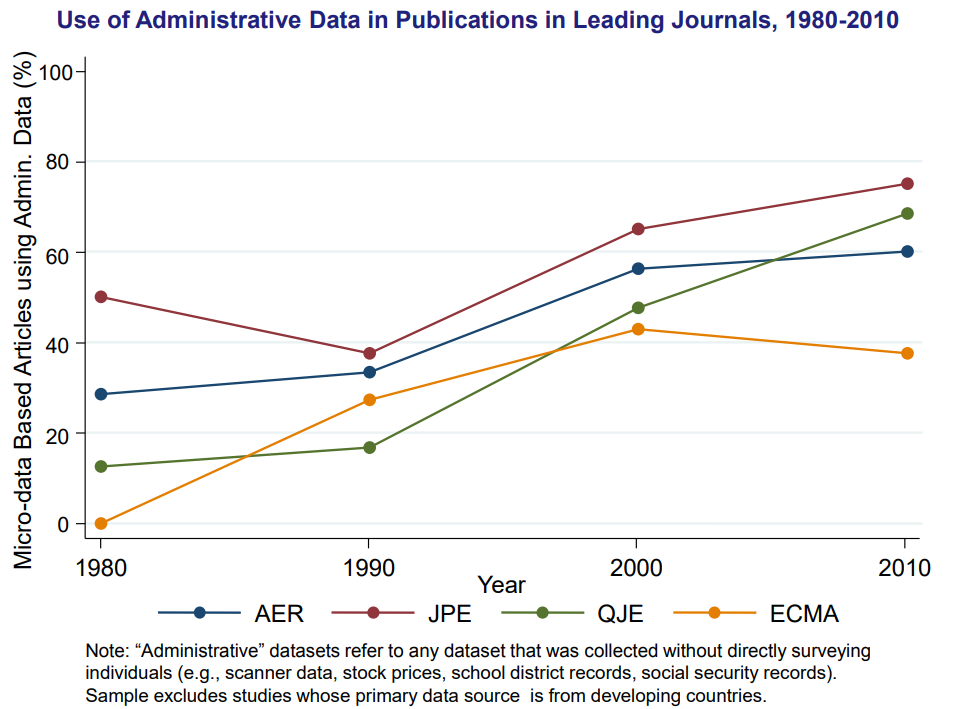 Use of Administrative Data in Publications in Leading Journals, 1980-2010
Micro-data Based Articles using Admin. Data (%)
100
80
60
40
20
0
1980 1990 2000 2010
Year
AER JPE QJE ECMA
Note: “Administrative” datasets refer to any dataset that was collected without directly surveying
individuals (e.g., scanner data, stock prices, school district records, social security records).
Sample excludes studies whose primary data source  is from developing countries.